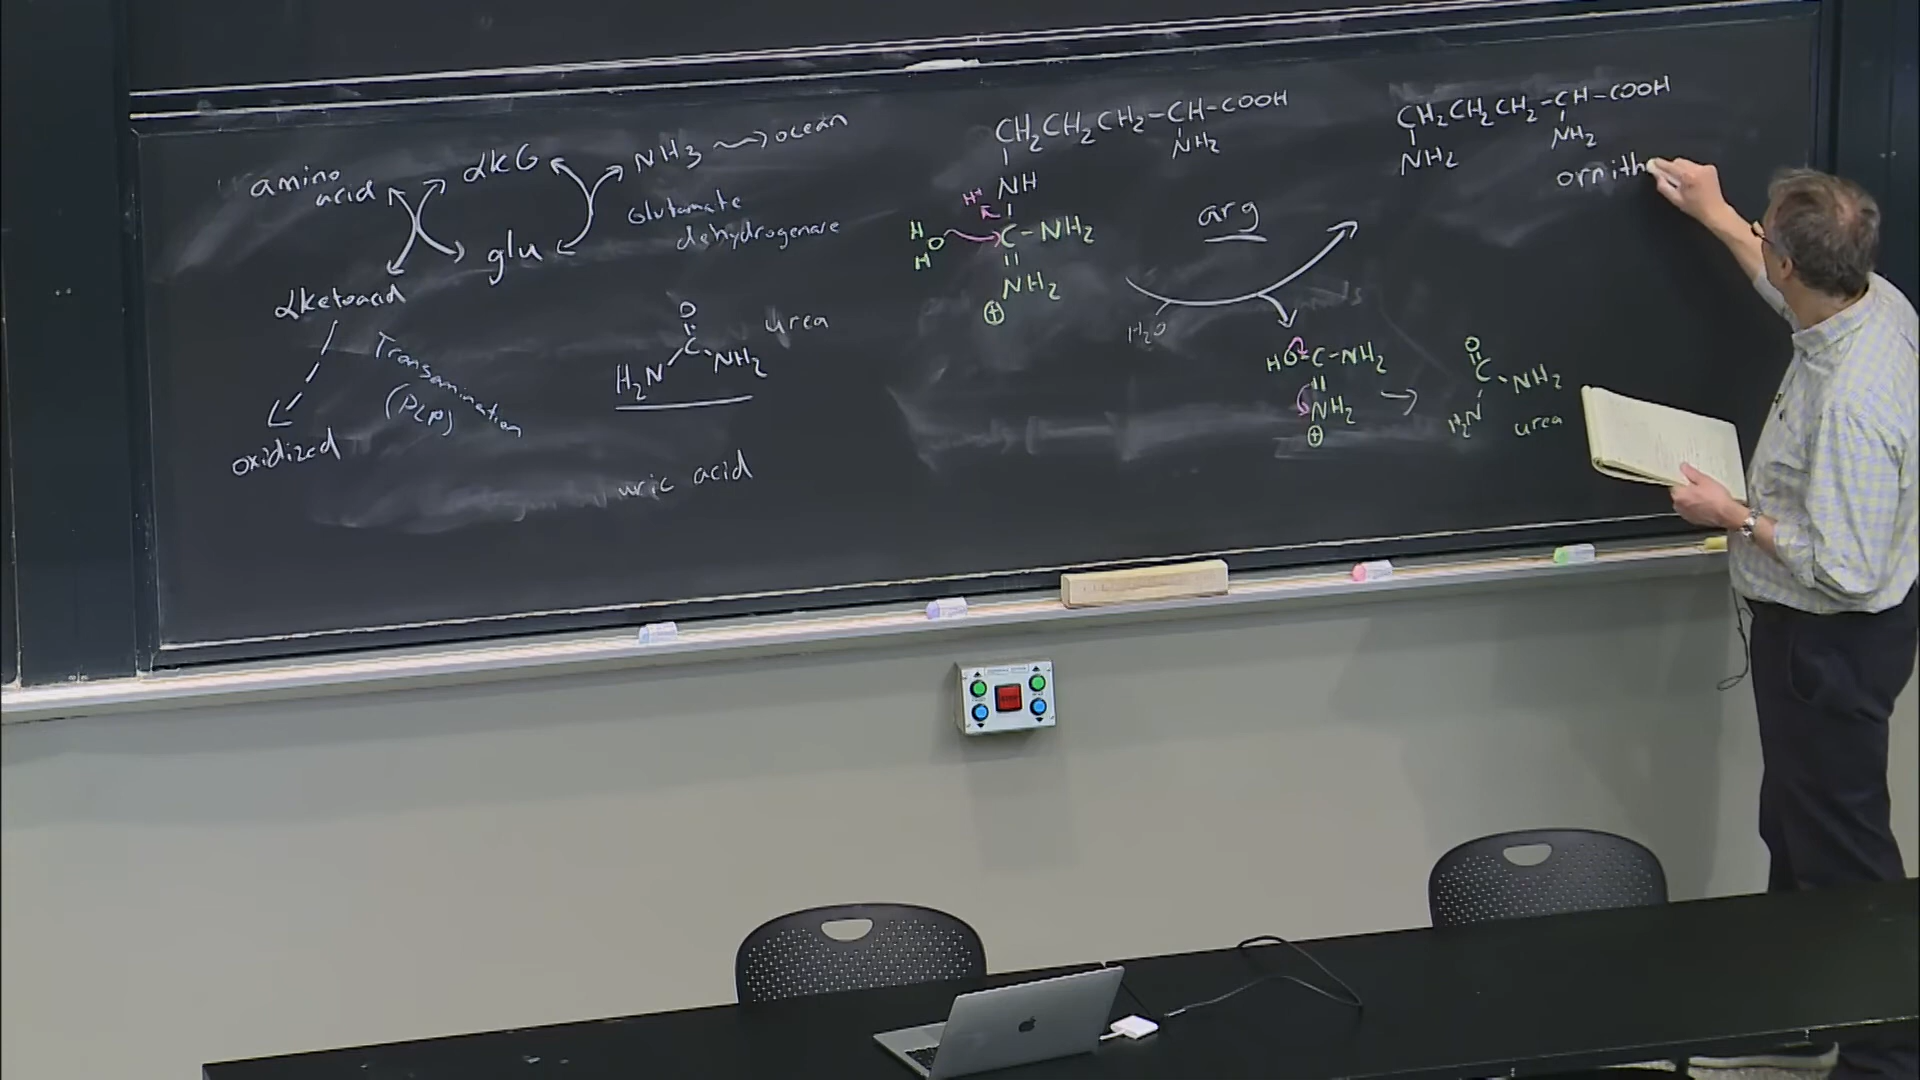 amino acid
αKG
NH3 → ocean
glu
Glutamate
dehydrogenase
αketoacid
Transamination
(PLP)
oxidized
O
C
H2N NH2
urea
uric acid
CH2CH2CH2-CH-COOH
NH2
NH
H+
H
O
H
C-NH2
NH2
+
arg
H2O
HO-C-NH2
NH2
+
O
C
NH2
H2N
urea
CH2CH2CH2-CH-COOH
NH2
NH2
ornith